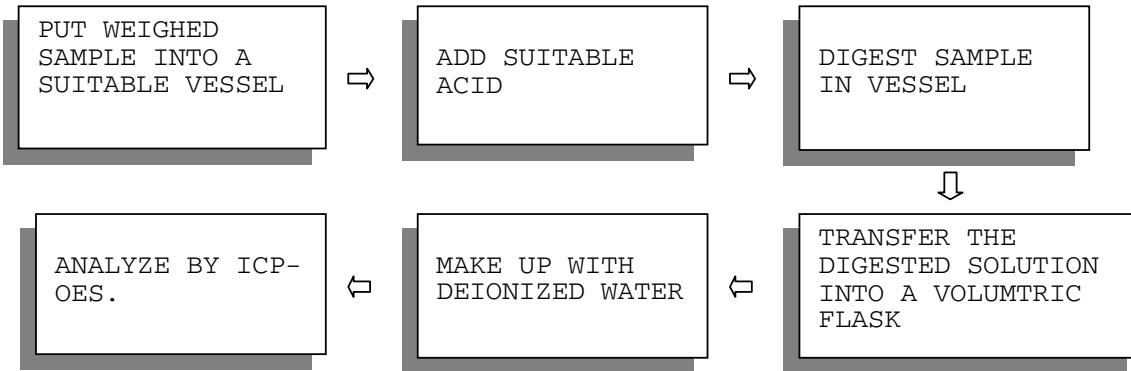 PUT WEIGHED
SAMPLE INTO A
SUITABLE VESSEL
ADD SUITABLE
ACID
DIGEST SAMPLE
IN VESSEL
TRANSFER THE
DIGESTED SOLUTION
INTO A VOLUMTRIC
FLASK
MAKE UP WITH
DEIONIZED WATER
ANALYZE BY ICP-
OES.